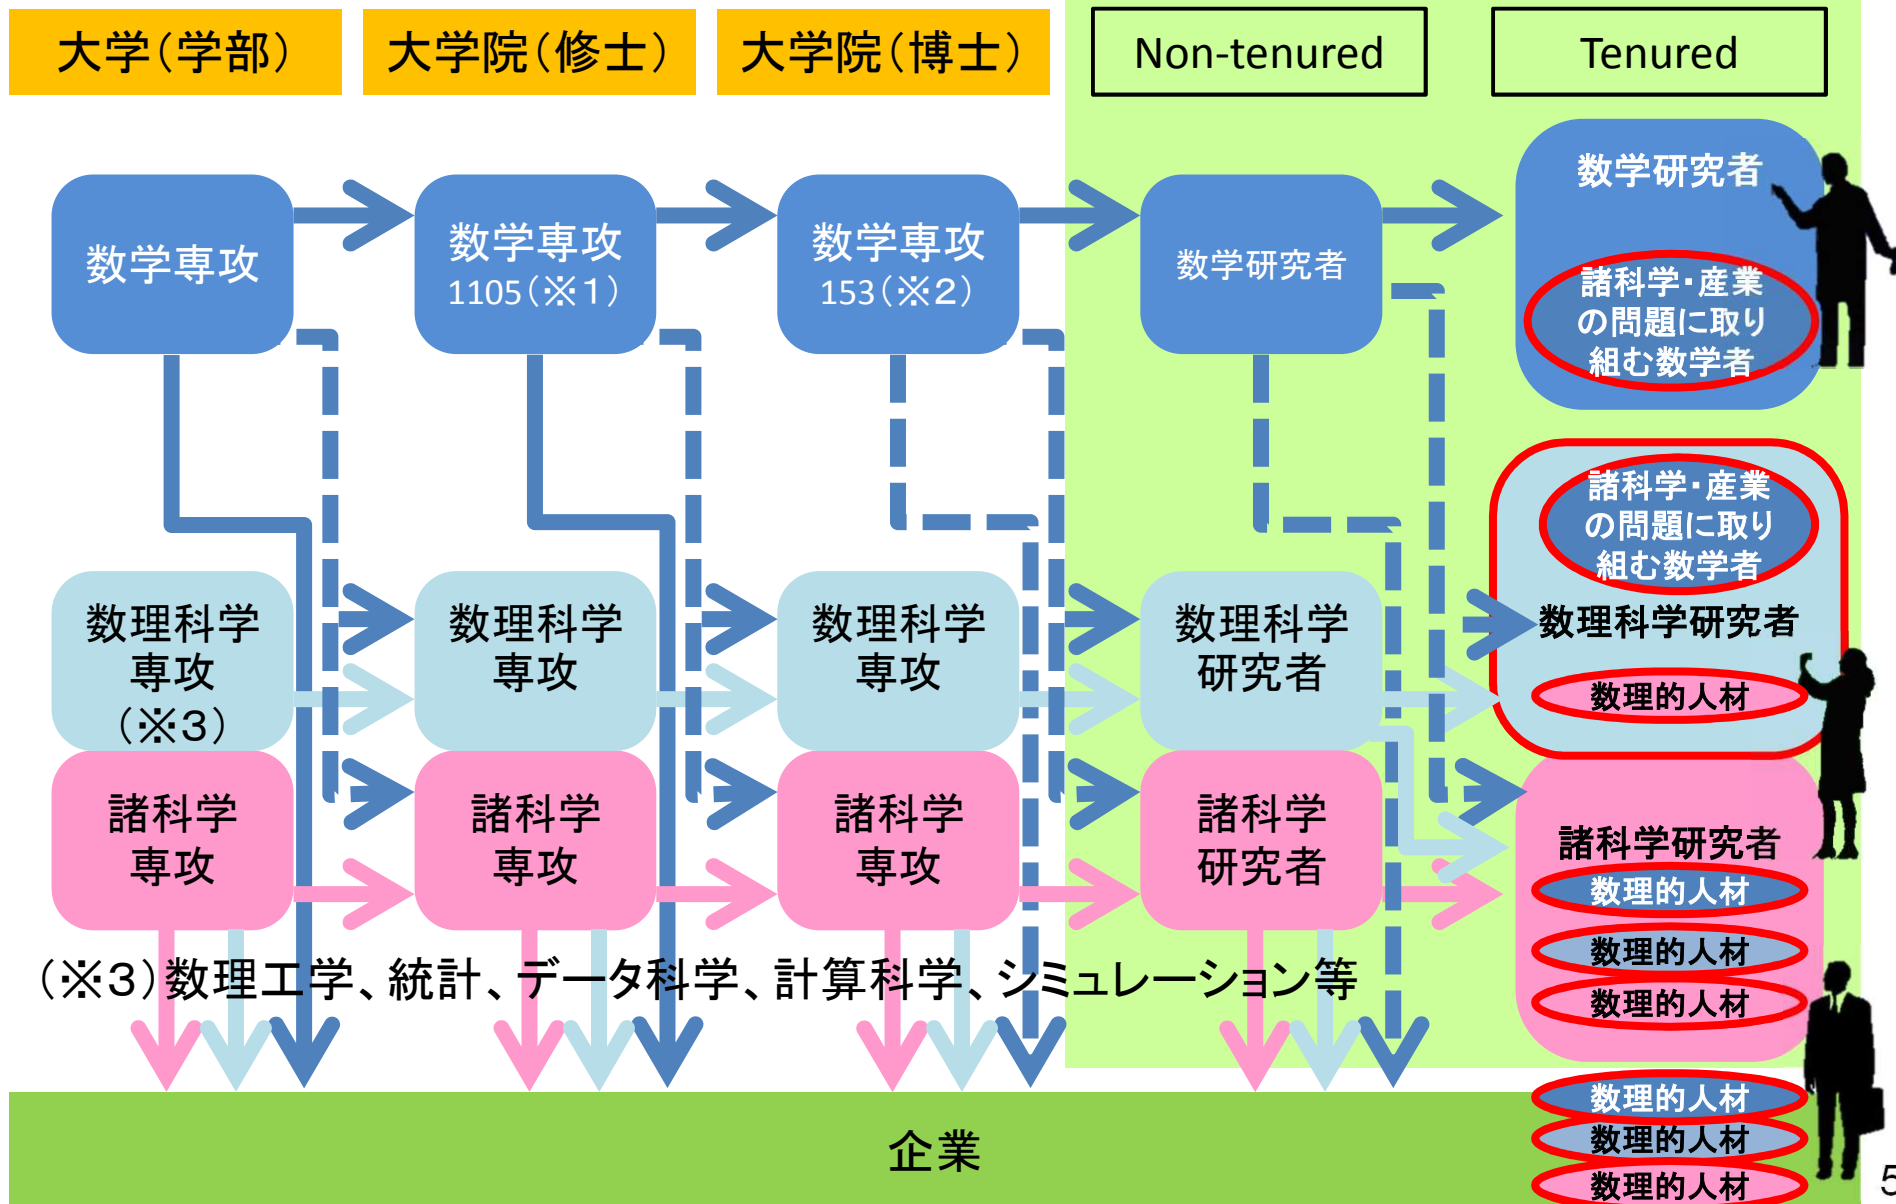 大学(学部)
大学院(修士)
大学院(博士)
Non-tenured
Tenured
数学専攻
数学専攻
1105(※1)
数学専攻
153(※2)
数学研究者
数学研究者
諸科学・産業
の問題に取り
組む数学者
諸科学・産業
の問題に取り
組む数学者
数理科学研究者
数理的人材
数理科学
専攻
(※3)
数理科学
専攻
数理科学
専攻
数理科学
研究者
諸科学
専攻
諸科学
専攻
諸科学
専攻
諸科学
研究者
諸科学研究者
数理的人材
数理的人材
数理的人材
(※3)数理工学、統計、データ科学、計算科学、シミュレーション等
企業
数理的人材
数理的人材
数理的人材
5